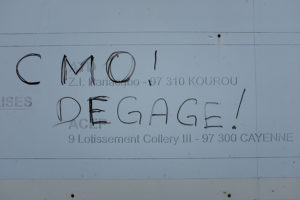 CMO!
Z.I. - 97 310 KOUROU
DEGAGE!
9 Lotissement Collery III - 97 300 CAYENNE